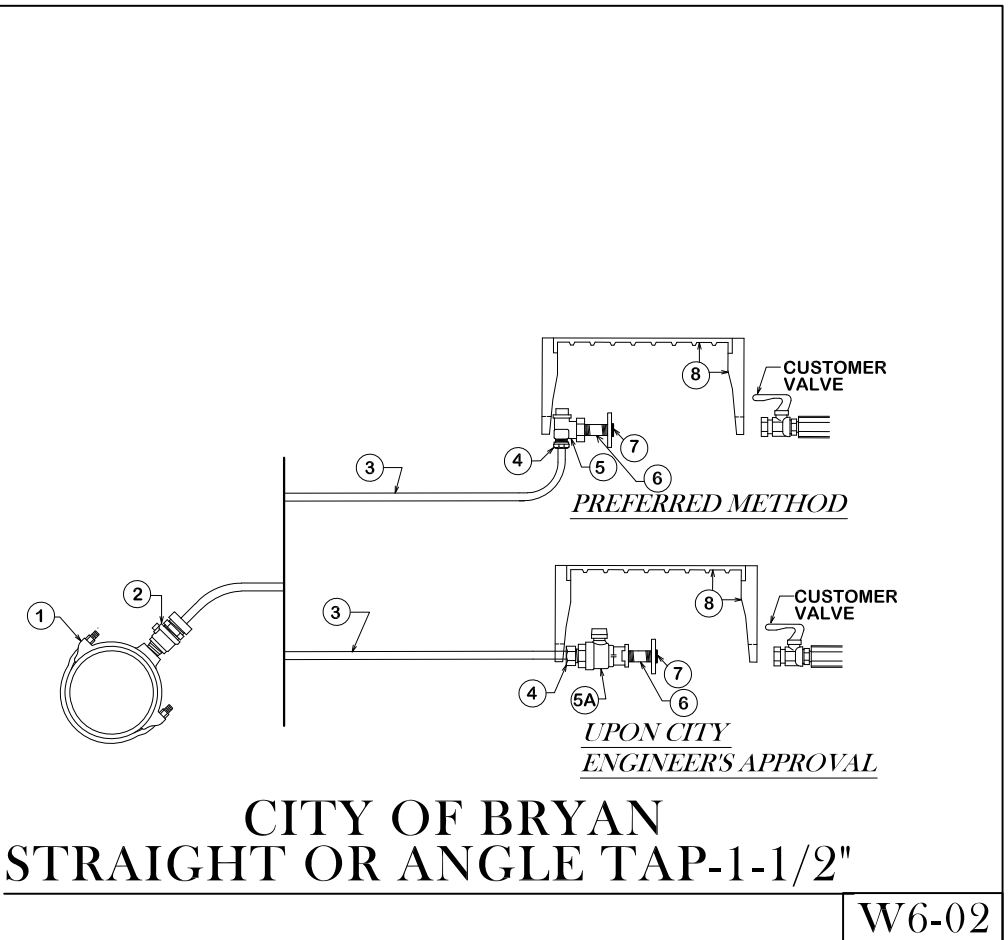 8
CUSTOMER
VALVE
4
5
7
3
6
PREFERRED METHOD
2
8
CUSTOMER
VALVE
1
3
7
4
5A
6
UPON CITY
ENGINEER'S APPROVAL
CITY OF BRYAN
STRAIGHT OR ANGLE TAP-1-1/2"
W6-02